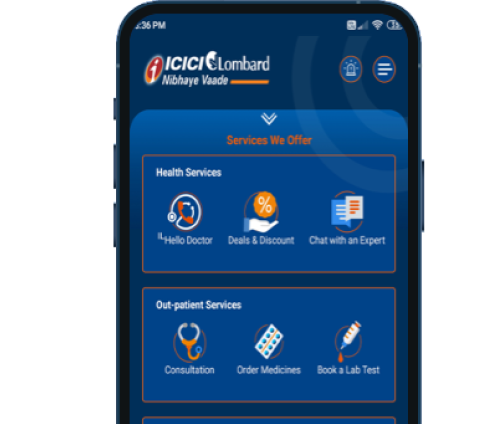 :36 PM
ICICI Lombard
Nibhaye Vaade
Services We Offer
Health Services
IL Hello Doctor Deals & Discount Chat with an Expert
Out-patient Services
Consultation Order Medicines Book a Lab Test